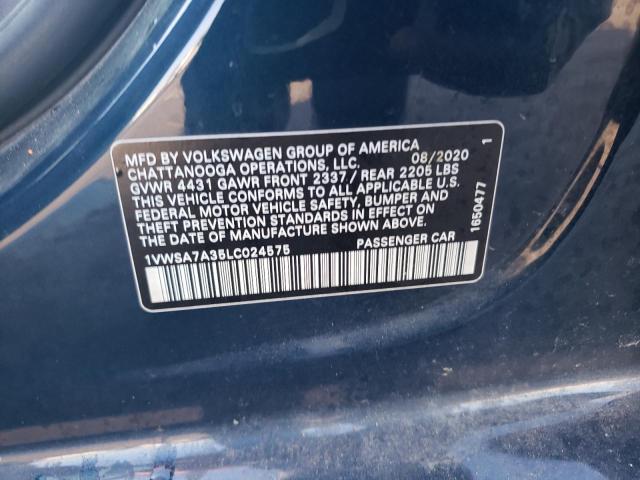 MFD BY VOLKSWAGEN GROUP OF AMERICA
CHATTANOOGA OPERATIONS, LLC. 08/2020
GVWR 4431 GAWR FRONT 2337 / REAR 2205 LBS
THIS VEHICLE CONFORMS TO ALL APPLICABLE U.S.
FEDERAL MOTOR VEHICLE SAFETY, BUMPER AND
THEFT PREVENTION STANDARDS IN EFFECT ON
THE DATE OF MANUFACTURE SHOWN ABOVE.
1VWSA7A35LC024575 PASSENGER CAR
1650477 1